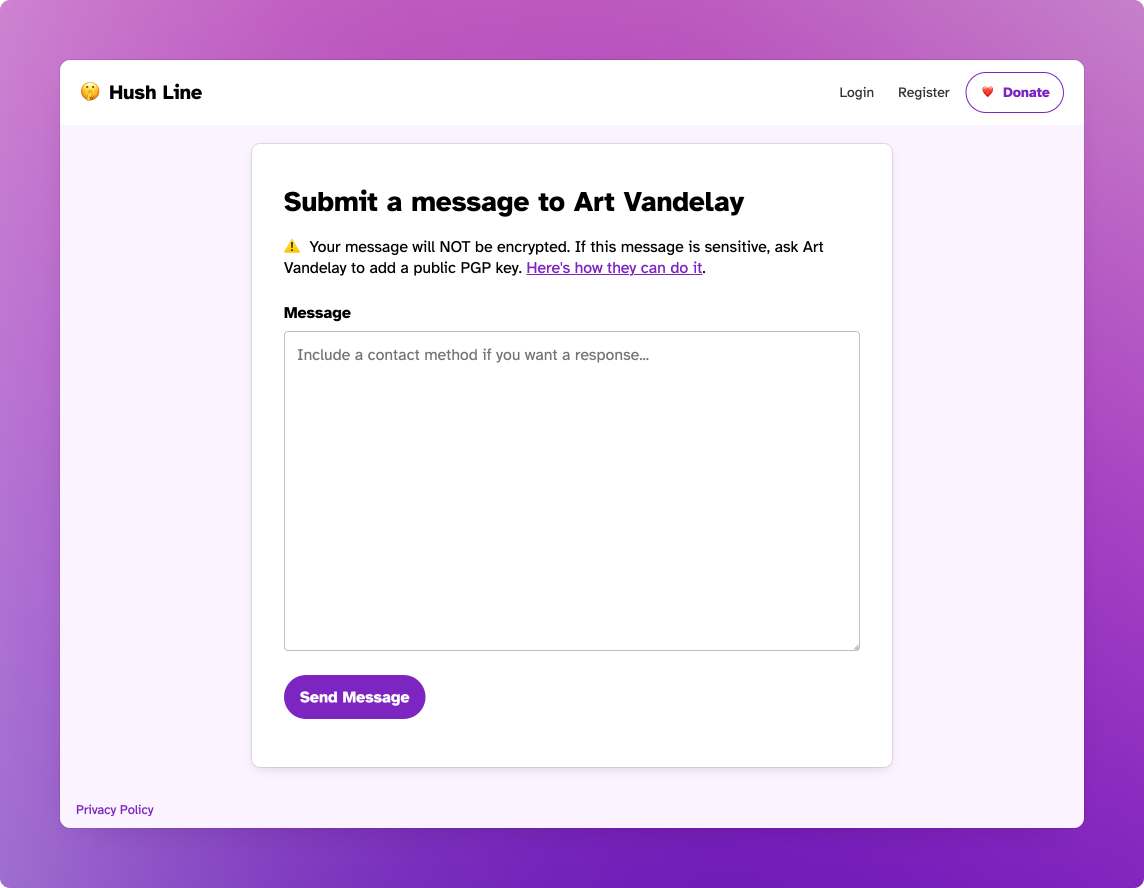 Hush Line
Login
Register
Donate
Submit a message to Art Vandelay
Your message will NOT be encrypted. If this message is sensitive, ask Art
Vandelay to add a public PGP key. Here's how they can do it.
Message
Include a contact method if you want a response...
Send Message
Privacy Policy